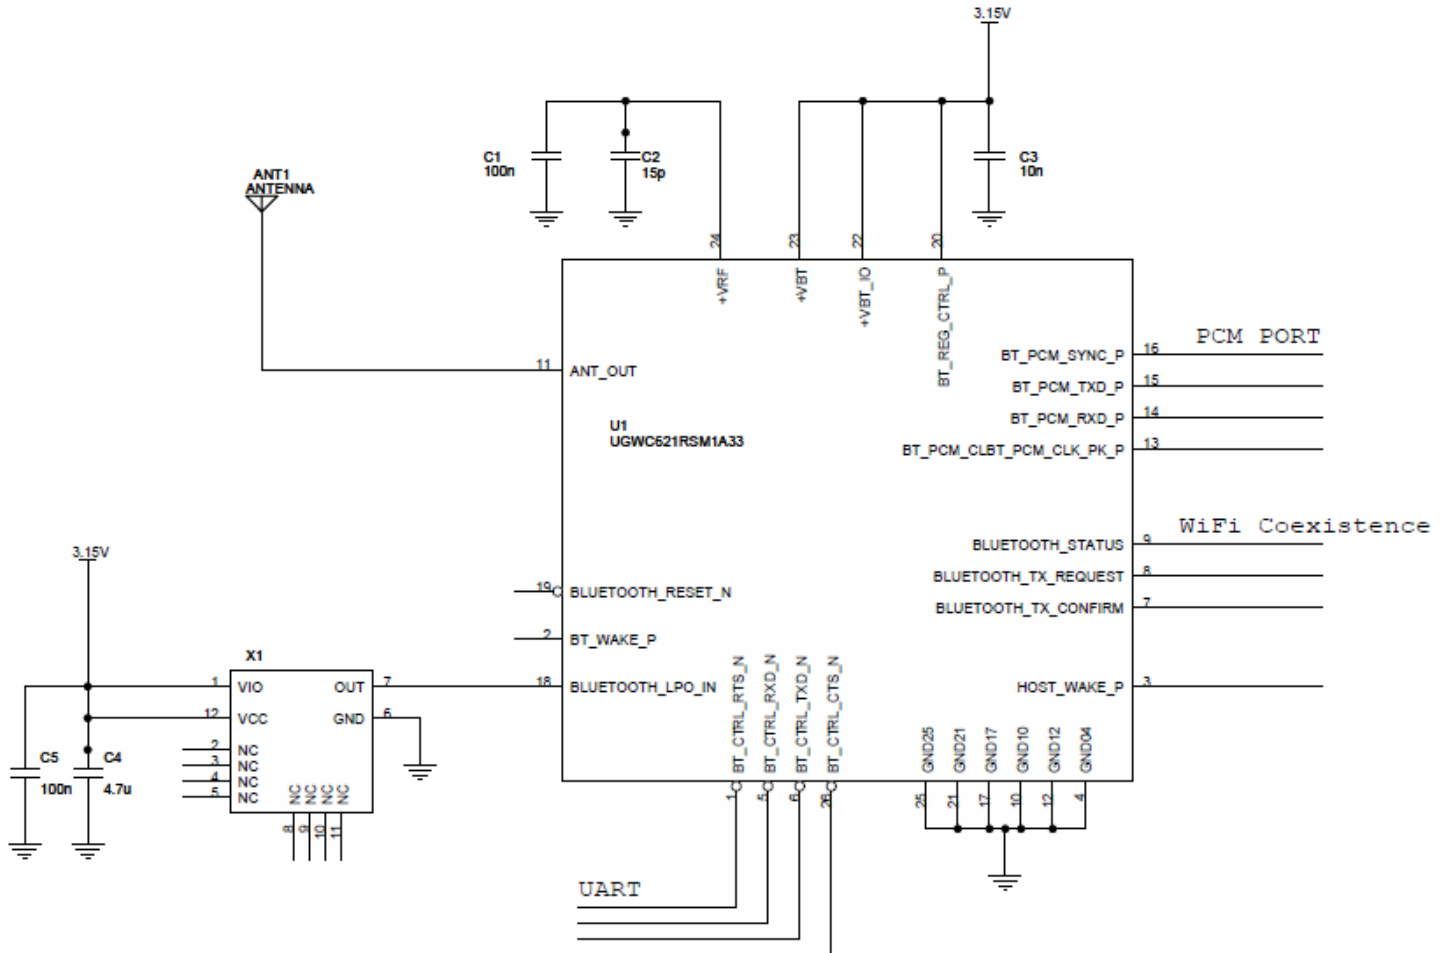 3.15V
C1
100n
C2
15p
C3
10n
ANT1
ANTENNA
24
23
22
20
+VRF
+VBT
+VBT_IO
BT_REG_CTRL_P
11
ANT_OUT
U1
UGWC621RSM1A33
PCM PORT
BT_PCM_SYNC_P
16
BT_PCM_TXD_P
15
BT_PCM_RXD_P
14
BT_PCM_CLBT_PCM_CLK_PK_P
13
WiFi Coexistence
BLUETOOTH_STATUS
9
BLUETOOTH_TX_REQUEST
8
BLUETOOTH_TX_CONFIRM
7
HOST_WAKE_P
3
19
BLUETOOTH_RESET_N
2
BT_WAKE_P
18
BLUETOOTH_LPO_IN
3.15V
X1
1
VIO
OUT
7
12
VCC
GND
6
2
NC
3
NC
4
NC
5
NC
NC
NC
NC
NC
8
9
10
11
C5
100n
C4
4.7u
BT_CTRL_RTS_N
BT_CTRL_RXD_N
BT_CTRL_TXD_N
BT_CTRL_CTS_N
1
5
6
26
GND25
GND21
GND17
GND10
GND12
GND04
25
21
17
10
12
4
UART